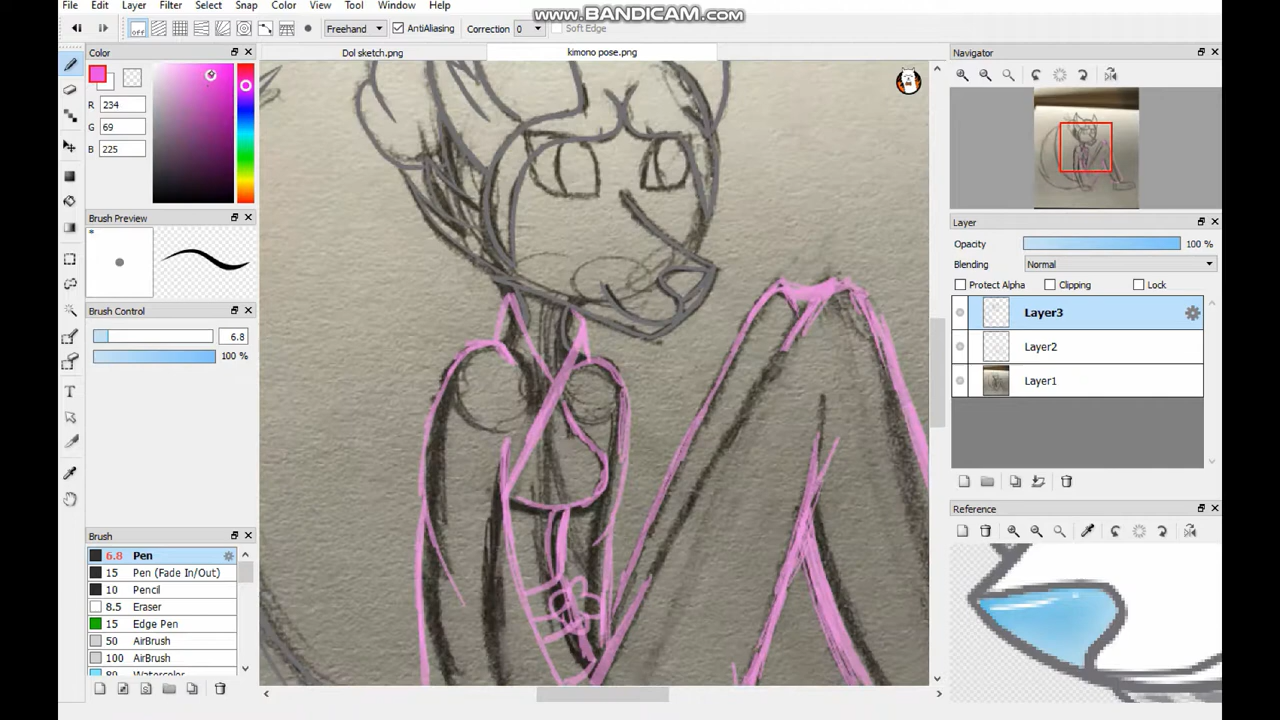 www.BANDICAM.com
File Edit Layer Filter Select Snap Color View Tool Window Help
off Freehand AntiAliasing Correction 0 Soft Edge
Color
Dol sketch.png kimono pose.png
Navigator
R 234
G 69
B 225
Brush Preview
Layer
Opacity 100 %
Blending Normal
Protect Alpha Clipping Lock
Layer3
Brush Control
6.8
100 %
Layer2
Layer1
Reference
Brush
6.8 Pen
15 Pen (Fade In/Out)
10 Pencil
8.5 Eraser
15 Edge Pen
50 AirBrush
100 AirBrush
80 Watercolor